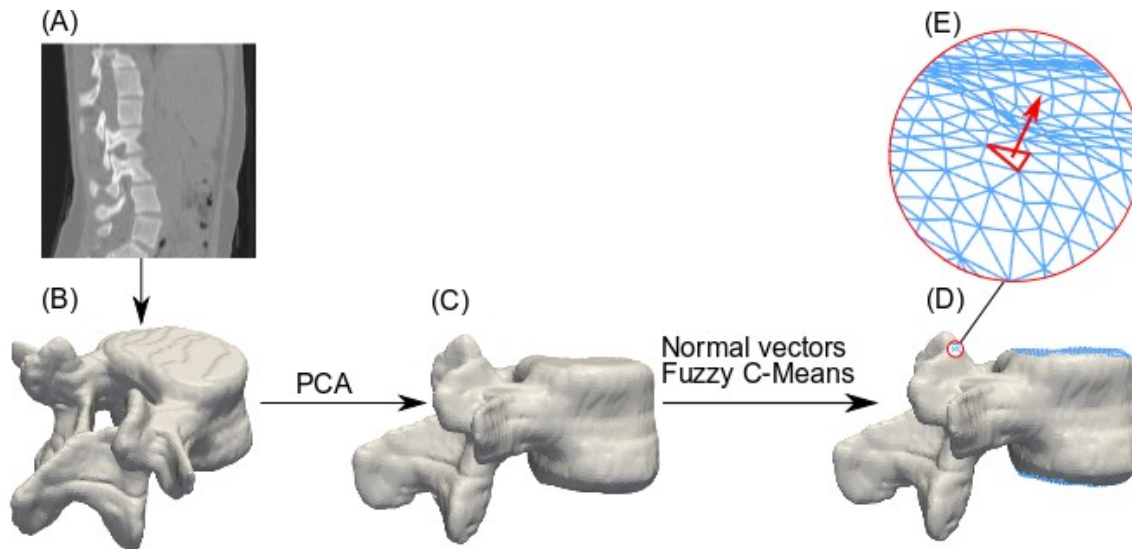 (A)
(E)
(B)
(C)
(D)
PCA
Normal vectors
Fuzzy C-Means